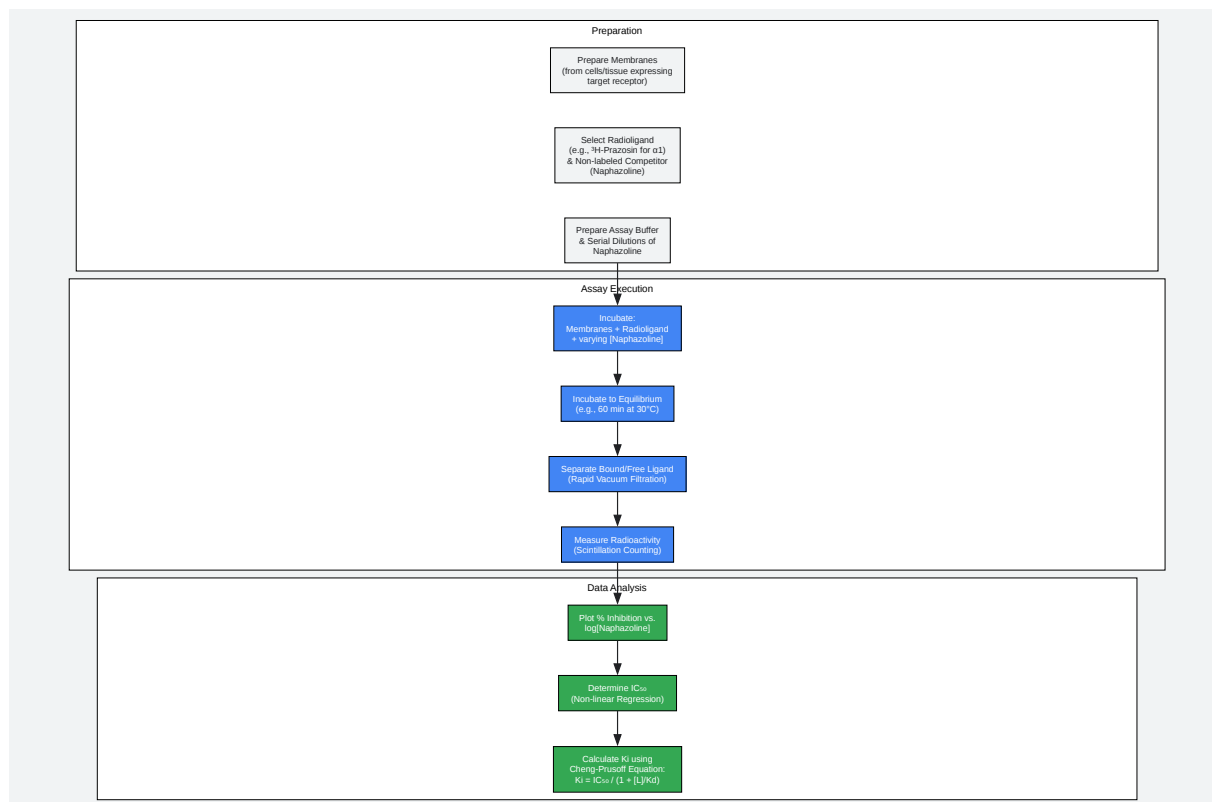 Preparation
Prepare Membranes
(from cells/tissue expressing
target receptor)
Select Radioligand
(e.g., ³H-Prazosin for α1)
& Non-labeled Competitor
(Naphazoline)
Prepare Assay Buffer
& Serial Dilutions of
Naphazoline
Assay Execution
Incubate:
Membranes + Radioligand
+ varying [Naphazoline]
Incubate to Equilibrium
(e.g., 60 min at 30°C)
Separate Bound/Free Ligand
(Rapid Vacuum Filtration)
Measure Radioactivity
(Scintillation Counting)
Data Analysis
Plot % Inhibition vs.
log[Naphazoline]
Determine IC₅₀
(Non-linear Regression)
Calculate Ki using
Cheng-Prusoff Equation:
Ki = IC₅₀ / (1 + [L]/Kd)